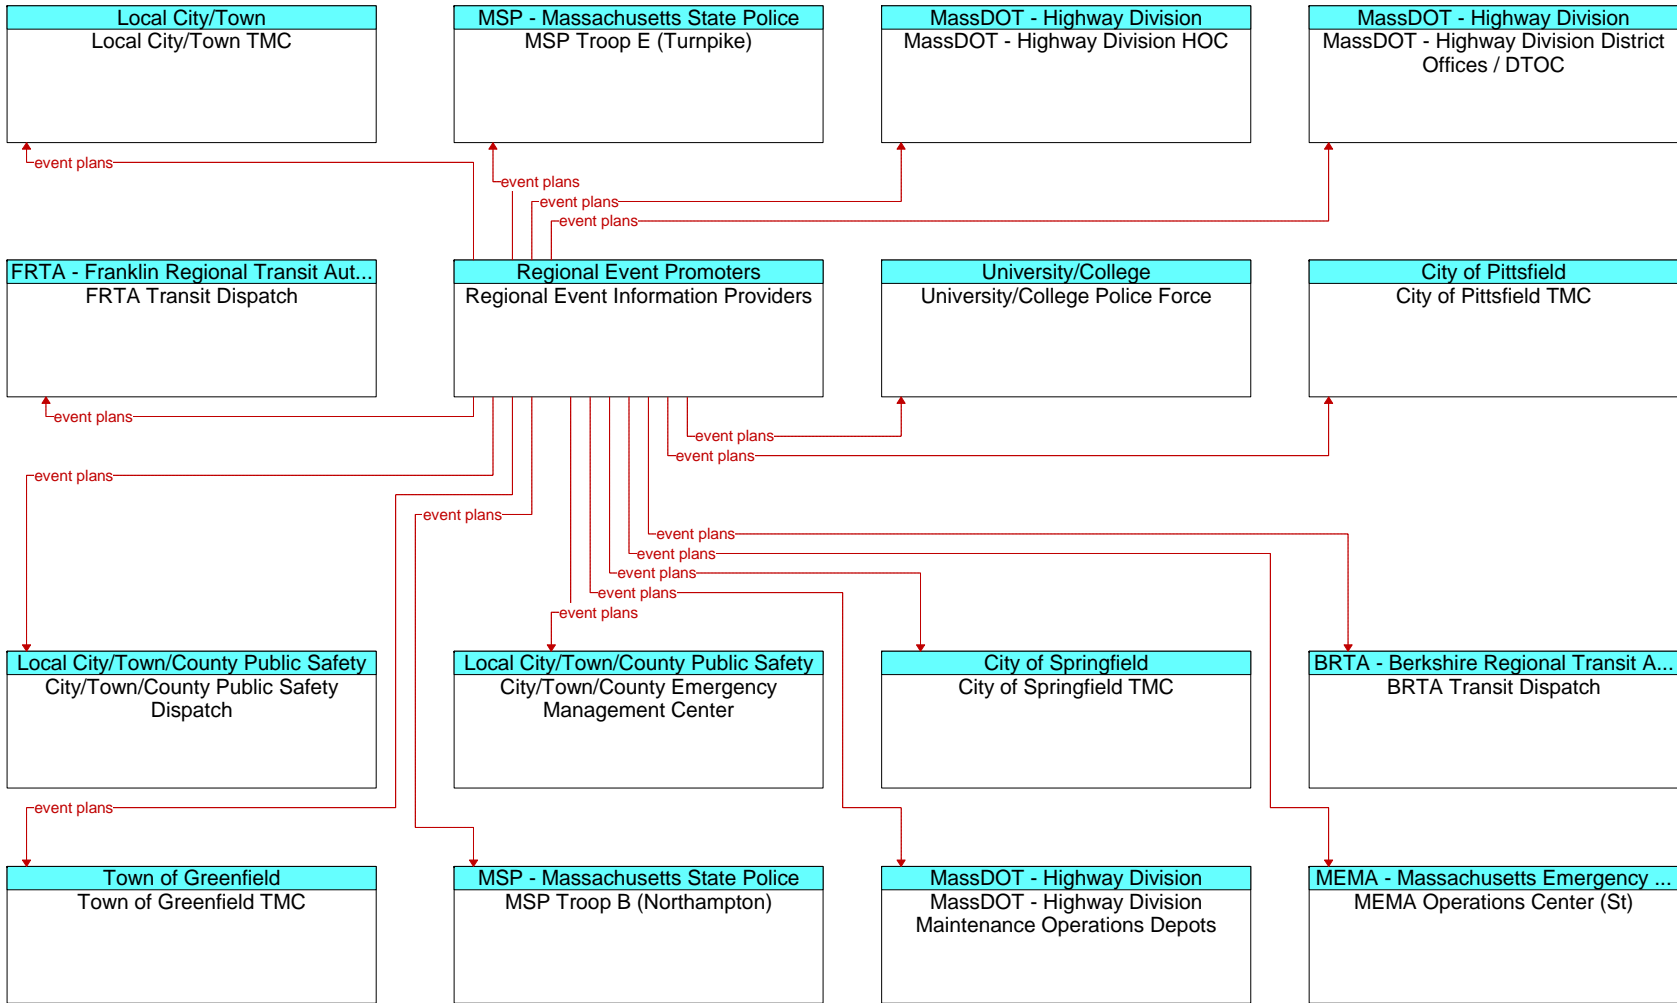 Local City/Town
Local City/Town TMC
MSP - Massachusetts State Police
MSP Troop E (Turnpike)
MassDOT - Highway Division
MassDOT - Highway Division HOC
MassDOT - Highway Division
MassDOT - Highway Division District
Offices / DTOC
event plans
event plans
event plans
event plans
FRTA - Franklin Regional Transit Aut...
FRTA Transit Dispatch
Regional Event Promoters
Regional Event Information Providers
University/College
University/College Police Force
City of Pittsfield
City of Pittsfield TMC
event plans
event plans
event plans
event plans
event plans
event plans
event plans
event plans
event plans
event plans
Local City/Town/County Public Safety
City/Town/County Public Safety
Dispatch
Local City/Town/County Public Safety
City/Town/County Emergency
Management Center
City of Springfield
City of Springfield TMC
BRTA - Berkshire Regional Transit A...
BRTA Transit Dispatch
event plans
Town of Greenfield
Town of Greenfield TMC
MSP - Massachusetts State Police
MSP Troop B (Northampton)
MassDOT - Highway Division
MassDOT - Highway Division
Maintenance Operations Depots
MEMA - Massachusetts Emergency ...
MEMA Operations Center (St)